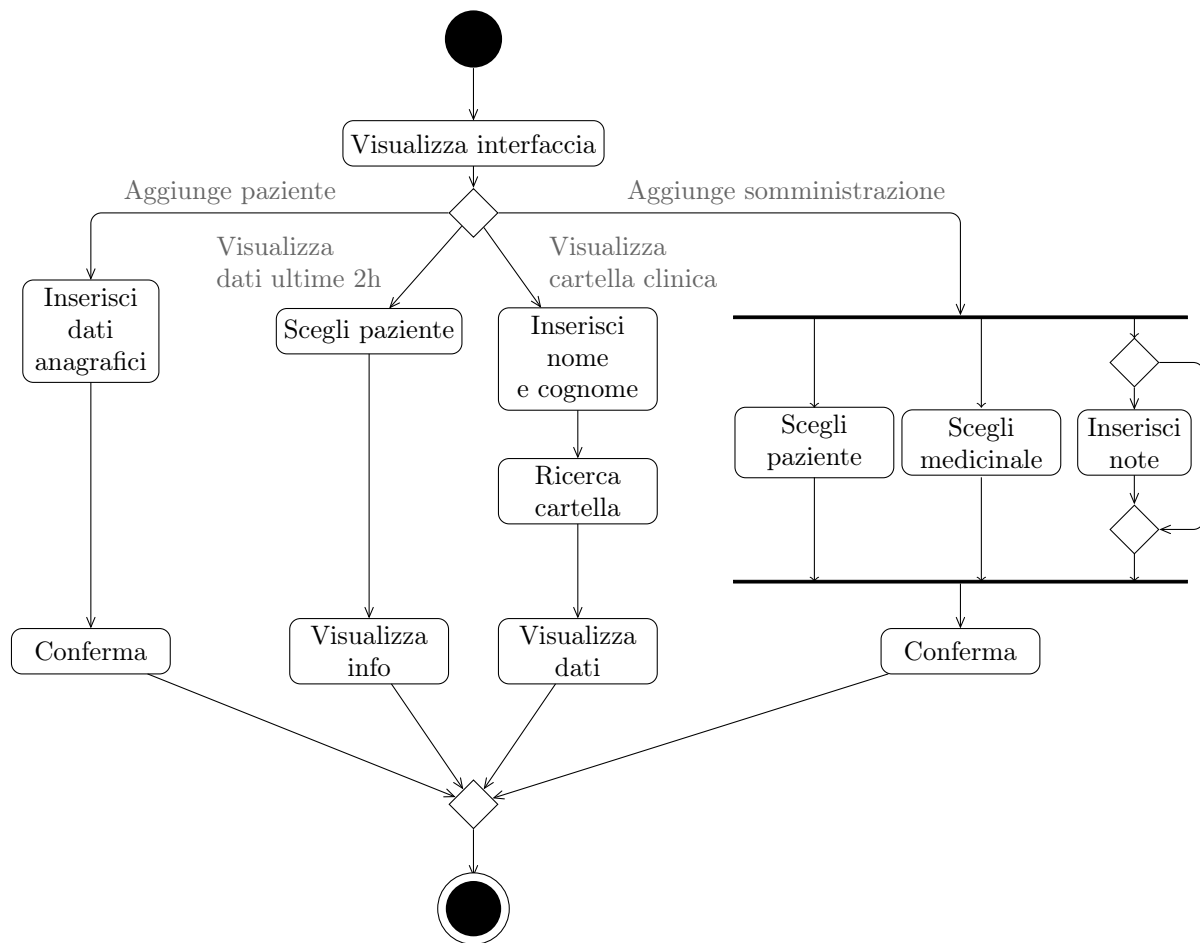 Visualizza interfaccia
Aggiunge paziente
Aggiunge somministrazione
Visualizza
dati ultime 2h
Visualizza
cartella clinica
Inserisci
dati
anagrafici
Scegli paziente
Inserisci
nome
e cognome
Scegli
paziente
Scegli
medicinale
Inserisci
note
Ricerca
cartella
Conferma
Visualizza
info
Visualizza
dati
Conferma